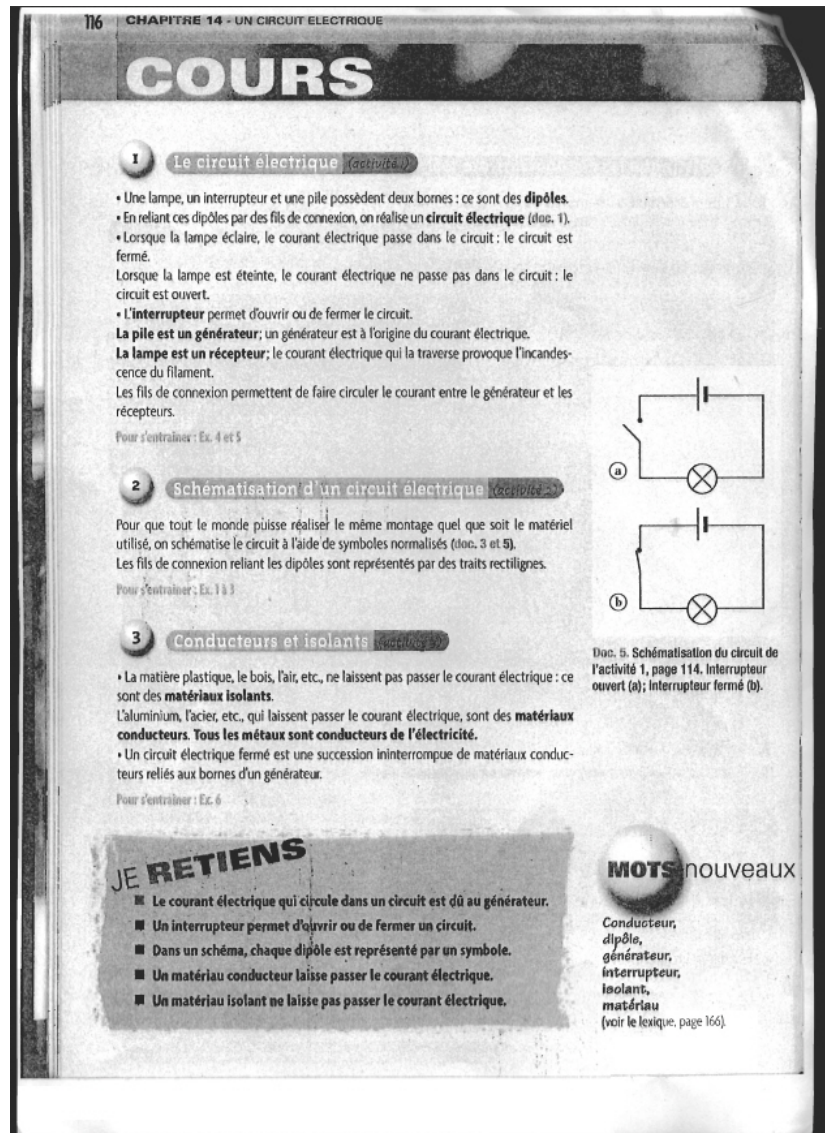 116 CHAPITRE 14 - UN CIRCUIT ELECTRIQUE
COURS
1 Le circuit électrique (activité 1)
• Une lampe, un interrupteur et une pile possèdent deux bornes : ce sont des dipôles.
• En reliant ces dipôles par des fils de connexion, on réalise un circuit électrique (doc. 1).
• Lorsque la lampe éclaire, le courant électrique passe dans le circuit : le circuit est
fermé.
Lorsque la lampe est éteinte, le courant électrique ne passe pas dans le circuit : le
circuit est ouvert.
• L'interrupteur permet d'ouvrir ou de fermer le circuit.
La pile est un générateur; un générateur est à l'origine du courant électrique.
La lampe est un récepteur; le courant électrique qui la traverse provoque l'incandes-
cence du filament.
Les fils de connexion permettent de faire circuler le courant entre le générateur et les
récepteurs.
Pour s'entraîner : Ex. 4 et 5
2 Schématisation d'un circuit électrique (activité 2)
Pour que tout le monde puisse réaliser le même montage quel que soit le matériel
utilisé, on schématise le circuit à l'aide de symboles normalisés (doc. 3 et 5).
Les fils de connexion reliant les dipôles sont représentés par des traits rectilignes.
Pour s'entraîner : Ex. 1 à 3
3 Conducteurs et isolants (activité 3)
• La matière plastique, le bois, l'air, etc., ne laissent pas passer le courant électrique : ce
sont des matériaux isolants.
L'aluminium, l'acier, etc., qui laissent passer le courant électrique, sont des matériaux
conducteurs. Tous les métaux sont conducteurs de l'électricité.
• Un circuit électrique fermé est une succession ininterrompue de matériaux conduc-
teurs reliés aux bornes d'un générateur.
Pour s'entraîner : Ex. 6
a
b
Doc. 5. Schématisation du circuit de
l'activité 1, page 114. Interrupteur
ouvert (a); Interrupteur fermé (b).
JE RETIENS
■ Le courant électrique qui circule dans un circuit est dû au générateur.
■ Un interrupteur permet d'ouvrir ou de fermer un circuit.
■ Dans un schéma, chaque dipôle est représenté par un symbole.
■ Un matériau conducteur laisse passer le courant électrique.
■ Un matériau isolant ne laisse pas passer le courant électrique.
MOTS nouveaux
Conducteur,
dipôle,
générateur,
interrupteur,
isolant,
matériau
(voir le lexique, page 166).